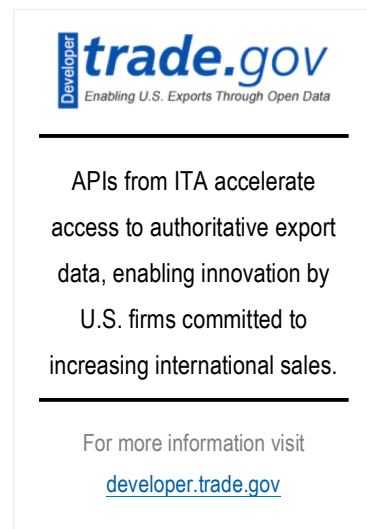 Developer
trade.gov
Enabling U.S. Exports Through Open Data
APIs from ITA accelerate
access to authoritative export
data, enabling innovation by
U.S. firms committed to
increasing international sales.
For more information visit
developer.trade.gov